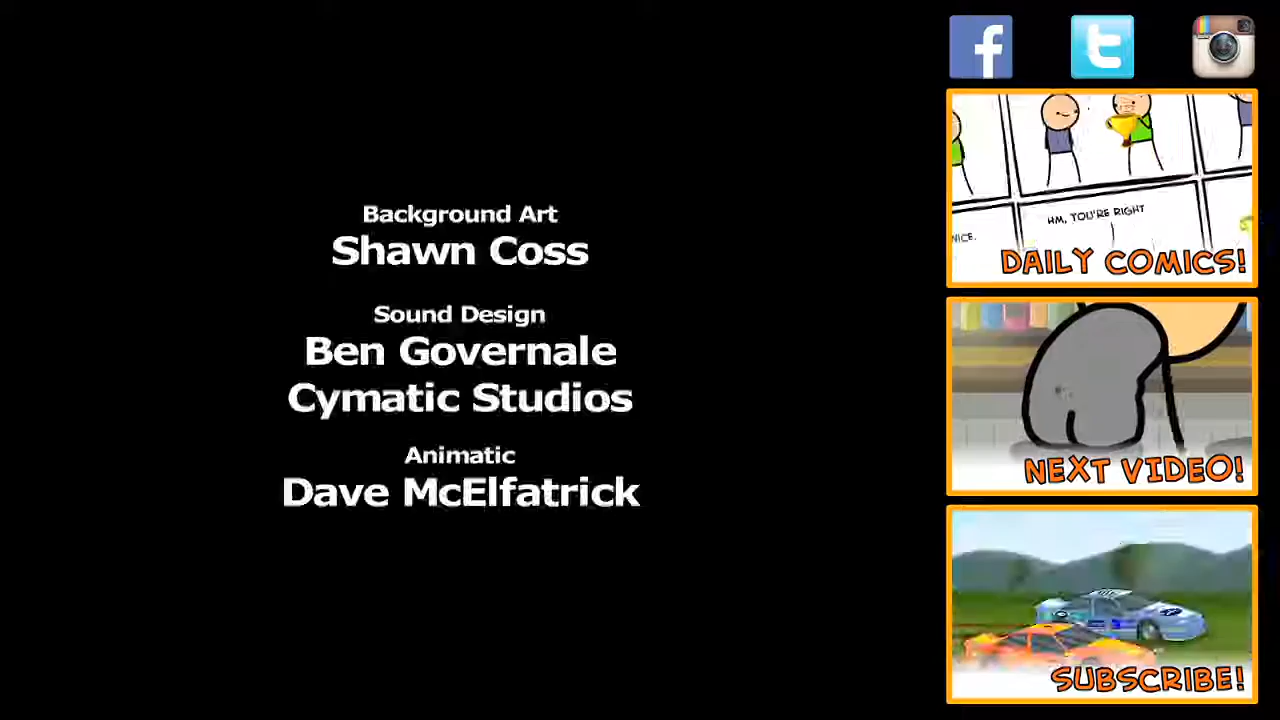 Background Art
Shawn Coss
Sound Design
Ben Governale
Cymatic Studios
Animatic
Dave McElfatrick
HM, YOU'RE RIGHT
NICE.
DAILY COMICS!
NEXT VIDEO!
SUBSCRIBE!